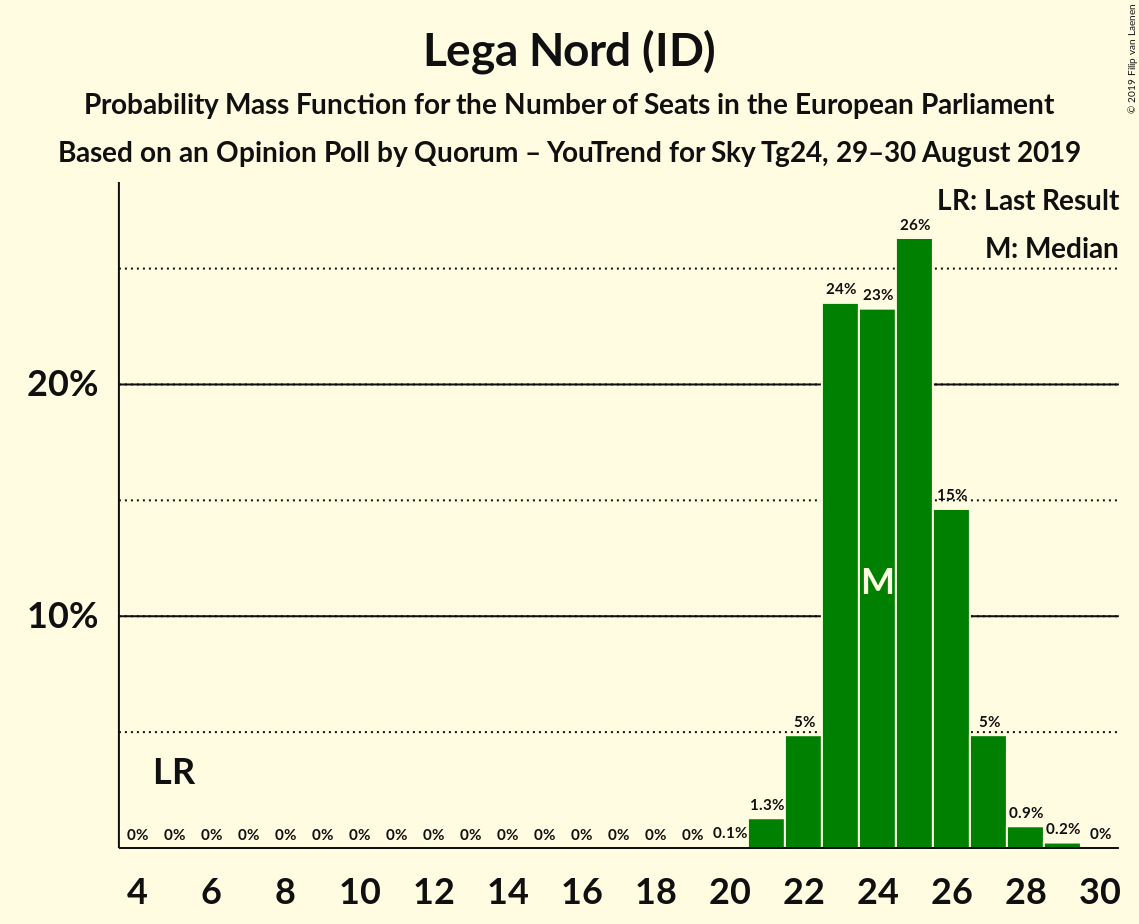 Lega Nord (ID)
Probability Mass Function for the Number of Seats in the European Parliament
Based on an Opinion Poll by Quorum – YouTrend for Sky Tg24, 29–30 August 2019
© 2019 Filip van Laenen
LR: Last Result
M: Median
26%
24%
23%
20%
15%
M
10%
5%
5%
LR
1.3%
0.9%
0% 0% 0% 0% 0% 0% 0% 0% 0% 0% 0% 0% 0% 0% 0% 0% 0.1% 0.2% 0%
4 6 8 10 12 14 16 18 20 22 24 26 28 30